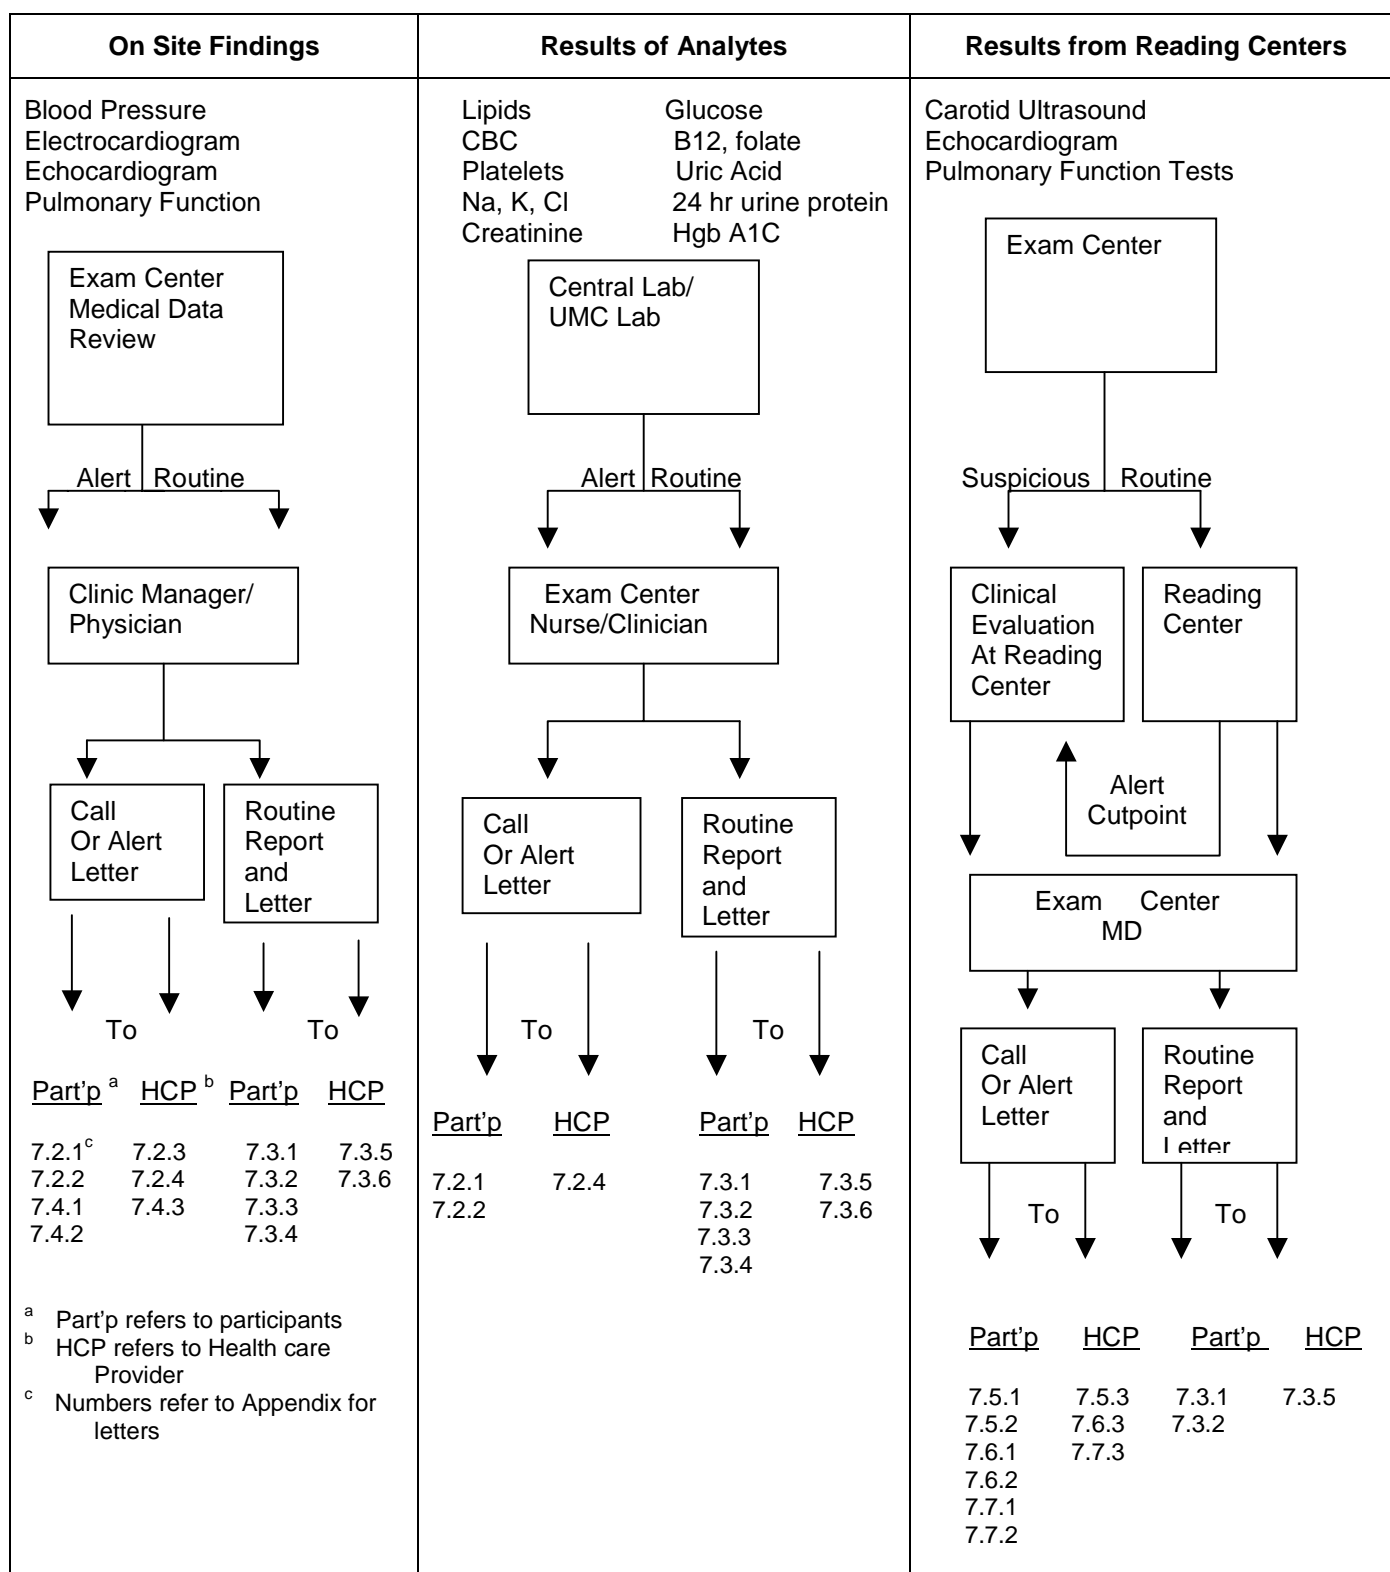 On Site Findings
Blood Pressure
Electrocardiogram
Echocardiogram
Pulmonary Function
Exam Center
Medical Data
Review
Alert Routine
Clinic Manager/
Physician
Call
Or Alert
Letter
Routine
Report
and
Letter
To To
Part'p a HCP b Part'p HCP
7.2.1c 7.2.3 7.3.1 7.3.5
7.2.2 7.2.4 7.3.2 7.3.6
7.4.1 7.4.3 7.3.3
7.4.2 7.3.4
a Part'p refers to participants
b HCP refers to Health care
Provider
c Numbers refer to Appendix for
letters
Results of Analytes
Lipids Glucose
CBC B12, folate
Platelets Uric Acid
Na, K, Cl 24 hr urine protein
Creatinine Hgb A1C
Central Lab/
UMC Lab
Alert Routine
Exam Center
Nurse/Clinician
Call
Or Alert
Letter
Routine
Report
and
Letter
To To
Part'p HCP Part'p HCP
7.2.1 7.2.4 7.3.1 7.3.5
7.2.2 7.3.2 7.3.6
7.3.3
7.3.4
Results from Reading Centers
Carotid Ultrasound
Echocardiogram
Pulmonary Function Tests
Exam Center
Suspicious Routine
Clinical
Evaluation
At Reading
Center
Reading
Center
Alert
Cutpoint
Exam Center
MD
Call
Or Alert
Letter
Routine
Report
and
Letter
To To
Part'p HCP Part'p HCP
7.5.1 7.5.3 7.3.1 7.3.5
7.5.2 7.6.3 7.3.2
7.6.1 7.7.3
7.6.2
7.7.1
7.7.2